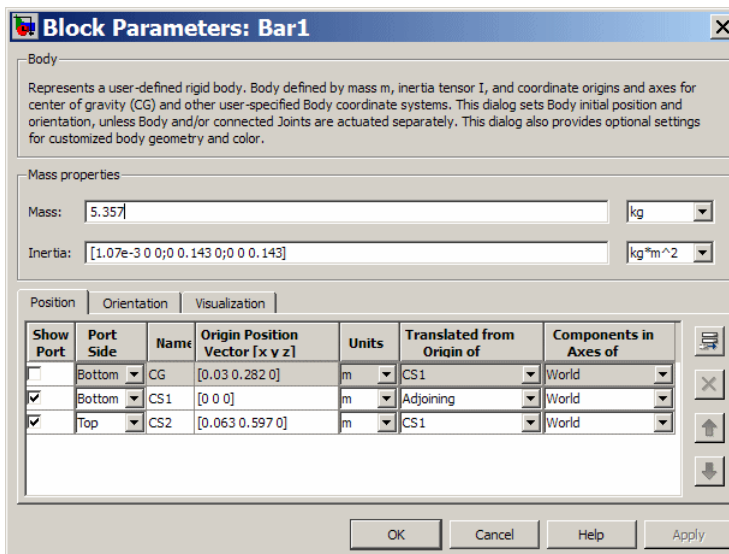 Block Parameters: Bar1
Body
Represents a user-defined rigid body. Body defined by mass m, inertia tensor I, and coordinate origins and axes for
center of gravity (CG) and other user-specified Body coordinate systems. This dialog sets Body initial position and
orientation, unless Body and/or connected Joints are actuated separately. This dialog also provides optional settings
for customized body geometry and color.
Mass properties
Mass: 5.357 kg
Inertia: [1.07e-3 0 0;0 0.143 0;0 0 0.143] kg*m^2
Position Orientation Visualization
Show Port Name Origin Position Units Translated from Components in
Port Side Vector [x y z] Origin of Axes of
Bottom CG [0.03 0.282 0] m CS1 World
Bottom CS1 [0 0 0] m Adjoining World
Top CS2 [0.063 0.597 0] m CS1 World
OK Cancel Help Apply